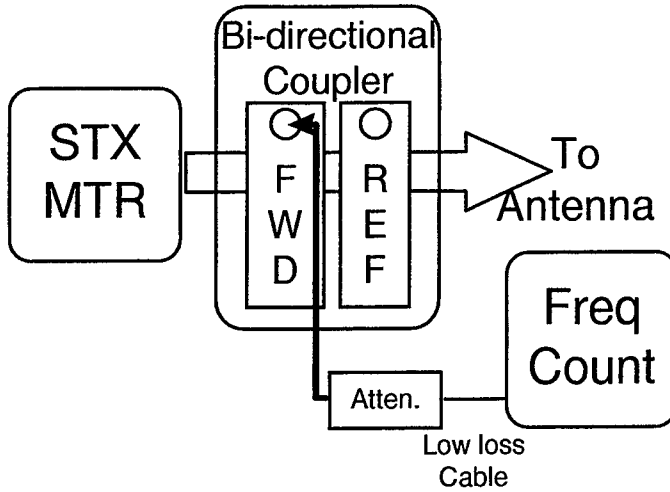 Bi-directional
Coupler
STX
MTR
F
W
D
R
E
F
To
Antenna
Freq
Count
Atten.
Low loss
Cable